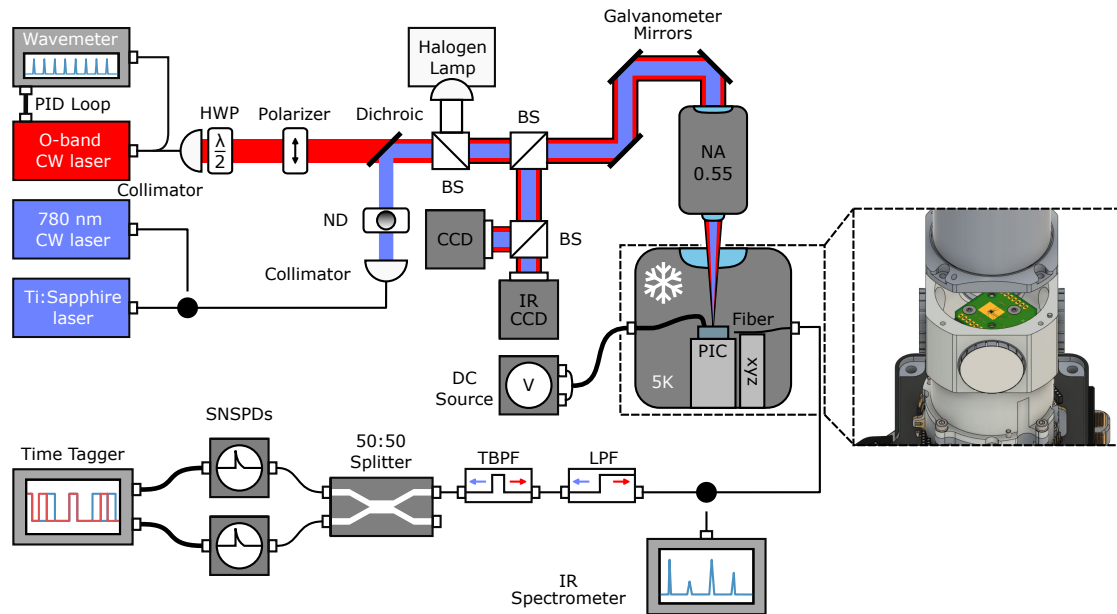 Galvanometer
Mirrors
Wavemeter
Halogen
Lamp
PID Loop
HWP
Polarizer
Dichroic
BS
O-band
CW laser
λ
2
NA
0.55
Collimator
BS
780 nm
CW laser
ND
CCD
BS
Collimator
Ti:Sapphire
laser
IR
CCD
Fiber
PIC
xyz
5K
DC
Source
V
SNSPDs
50:50
Splitter
Time Tagger
TBPF
LPF
IR
Spectrometer